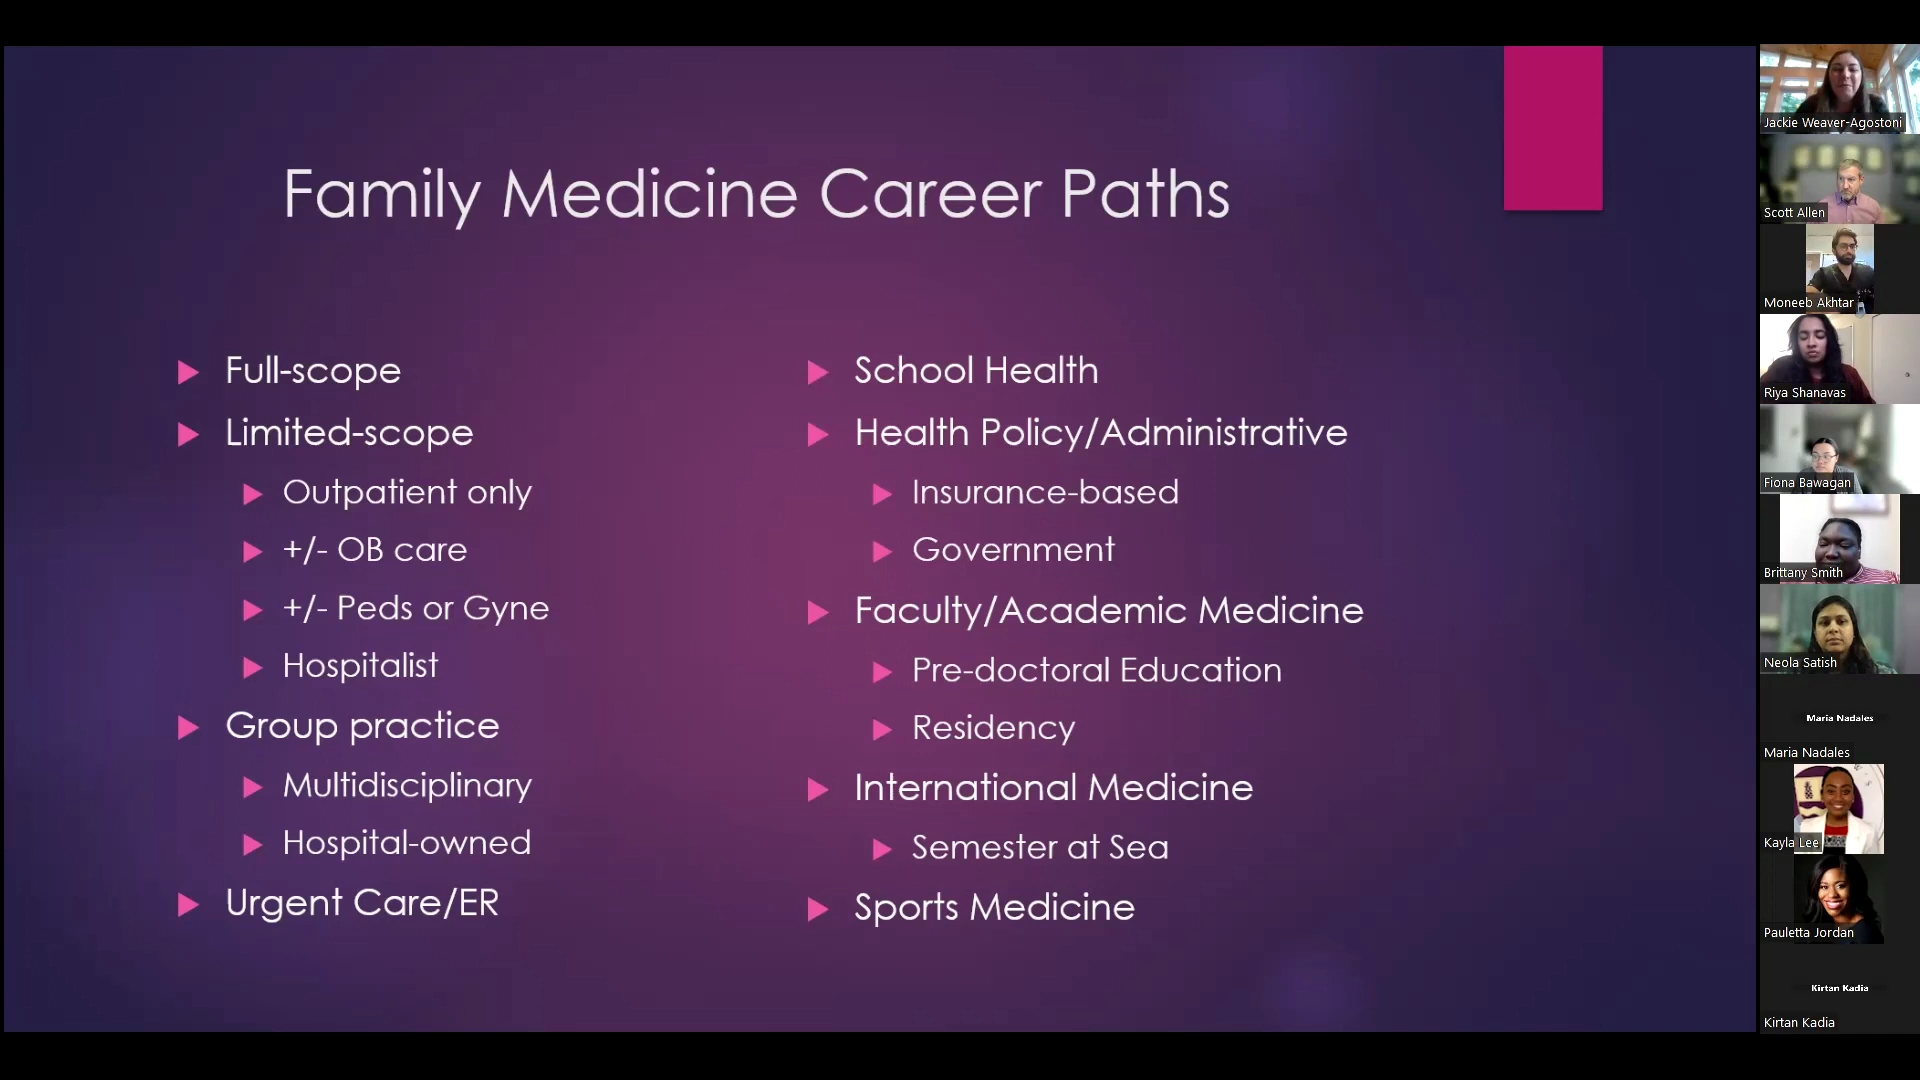 Family Medicine Career Paths
Full-scope
Limited-scope
Outpatient only
+/- OB care
+/- Peds or Gyne
Hospitalist
Group practice
Multidisciplinary
Hospital-owned
Urgent Care/ER
School Health
Health Policy/Administrative
Insurance-based
Government
Faculty/Academic Medicine
Pre-doctoral Education
Residency
International Medicine
Semester at Sea
Sports Medicine
Jackie Weaver-Agostoni
Scott Allen
Moneeb Akhtar
Riya Shanavas
Fiona Bawagan
Brittany Smith
Neola Satish
Maria Nadales
Maria Nadales
Kayla Lee
Pauletta Jordan
Kirtan Kadia
Kirtan Kadia